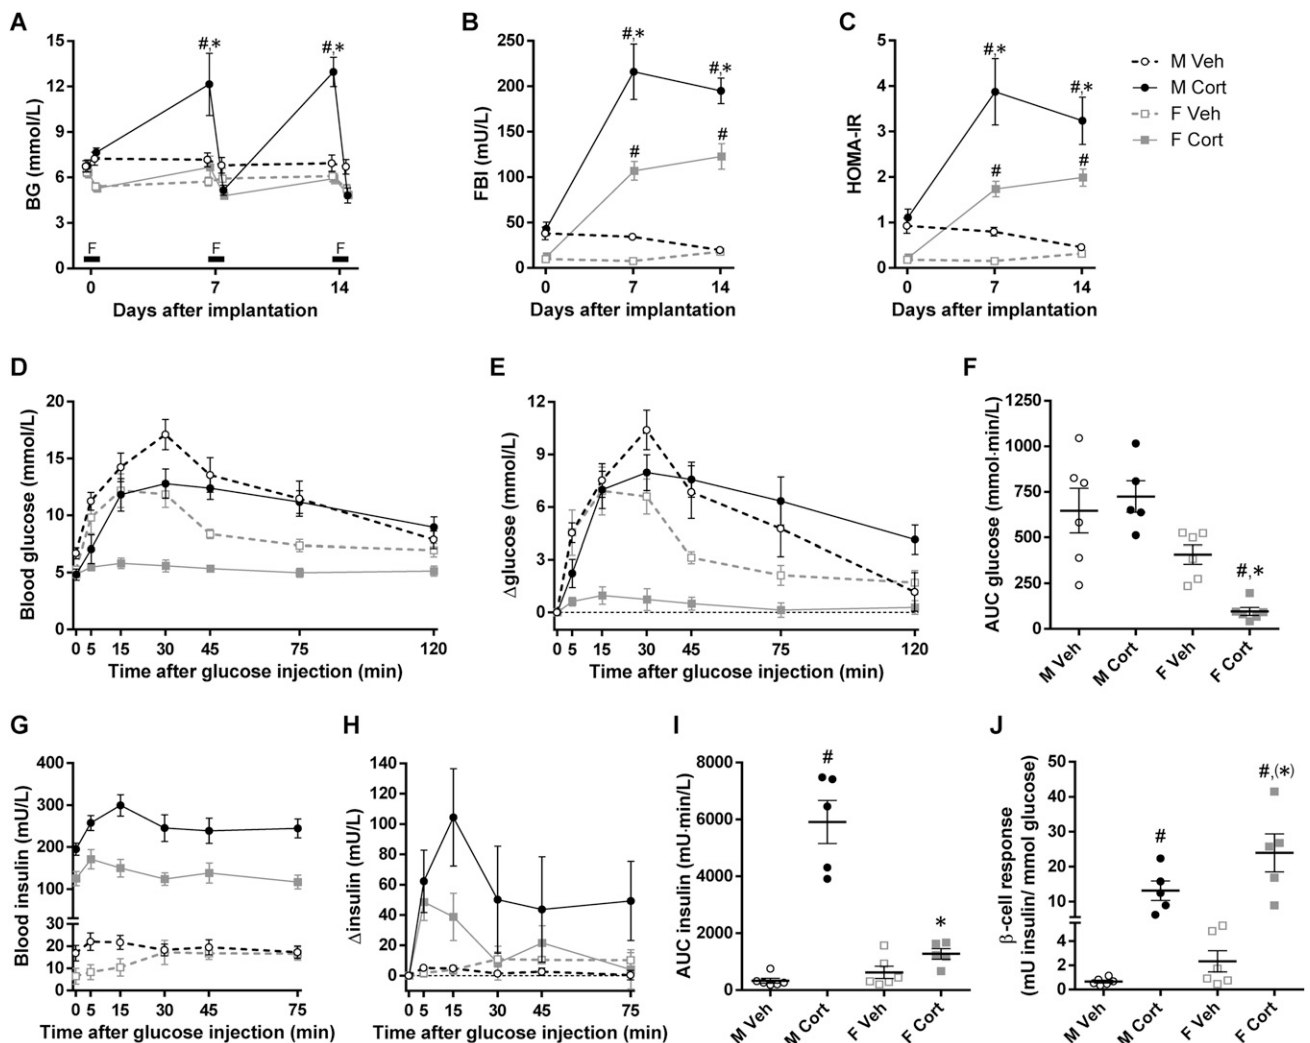 A
BG (mmol/L)
15
12
9
6
3
0
#,*
#,*
F
F
F
0 7 14
Days after implantation
B
FBI (mU/L)
250
200
150
100
50
0
#,*
#,*
#
#
0 7 14
Days after implantation
C
HOMA-IR
5
4
3
2
1
0
#,*
#,*
#
#
0 7 14
Days after implantation
M Veh
M Cort
F Veh
F Cort
D
Blood glucose (mmol/L)
20
15
10
5
0
0 5 15 30 45 75 120
Time after glucose injection (min)
E
Δglucose (mmol/L)
12
9
6
3
0
0 5 15 30 45 75 120
Time after glucose injection (min)
F
AUC glucose (mmol·min/L)
1250
1000
750
500
250
0
#,*
M Veh
M Cort
F Veh
F Cort
G
Blood insulin (mU/L)
400
300
200
100
30
20
10
0
0 5 15 30 45 75
Time after glucose injection (min)
H
Δinsulin (mU/L)
140
120
100
80
60
40
20
0
0 5 15 30 45 75
Time after glucose injection (min)
I
AUC insulin (mU·min/L)
8000
6000
4000
2000
0
#
*
M Veh
M Cort
F Veh
F Cort
J
β-cell response
(mU insulin/ mmol glucose)
50
40
30
20
10
4
2
0
#
#,(*)
M Veh
M Cort
F Veh
F Cort